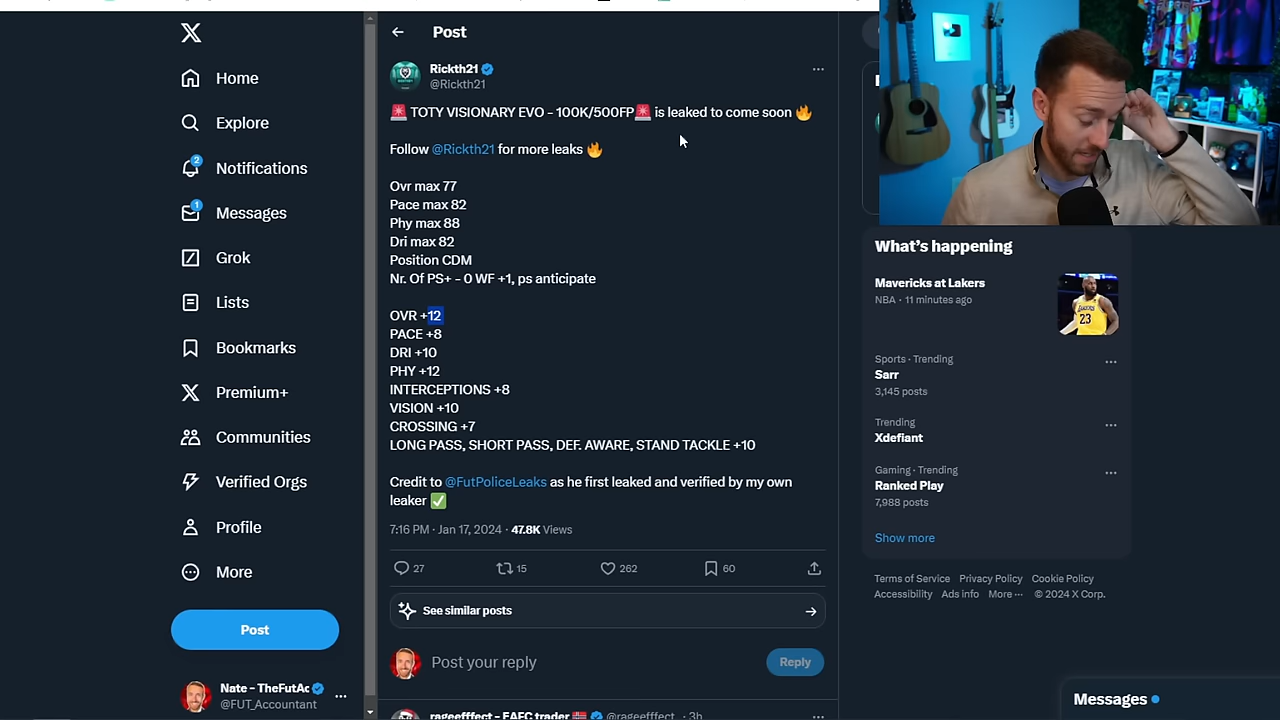 Home
Explore
2
Notifications
1
Messages
Grok
Lists
Bookmarks
Premium+
Communities
Verified Orgs
Profile
More
Post
Nate - TheFutAc
@FUT_Accountant
Post
Rickth21
@Rickth21
🚨 TOTY VISIONARY EVO - 100K/500FP🚨 is leaked to come soon 🔥
Follow @Rickth21 for more leaks 🔥
Ovr max 77
Pace max 82
Phy max 88
Dri max 82
Position CDM
Nr. Of PS+ - 0 WF +1, ps anticipate
OVR +12
PACE +8
DRI +10
PHY +12
INTERCEPTIONS +8
VISION +10
CROSSING +7
LONG PASS, SHORT PASS, DEF. AWARE, STAND TACKLE +10
Credit to @FutPoliceLeaks as he first leaked and verified by my own
leaker ✅
7:16 PM · Jan 17, 2024 · 47.8K Views
27 15 262 60
See similar posts
Post your reply
Reply
rageefffect - EAFC trader 🇳🇴 @rageefffect · 3h
What's happening
Mavericks at Lakers
NBA · 11 minutes ago
23
Sports · Trending
Sarr
3,145 posts
Trending
Xdefiant
Gaming · Trending
Ranked Play
7,988 posts
Show more
Terms of Service Privacy Policy Cookie Policy
Accessibility Ads info More ··· © 2024 X Corp.
Messages